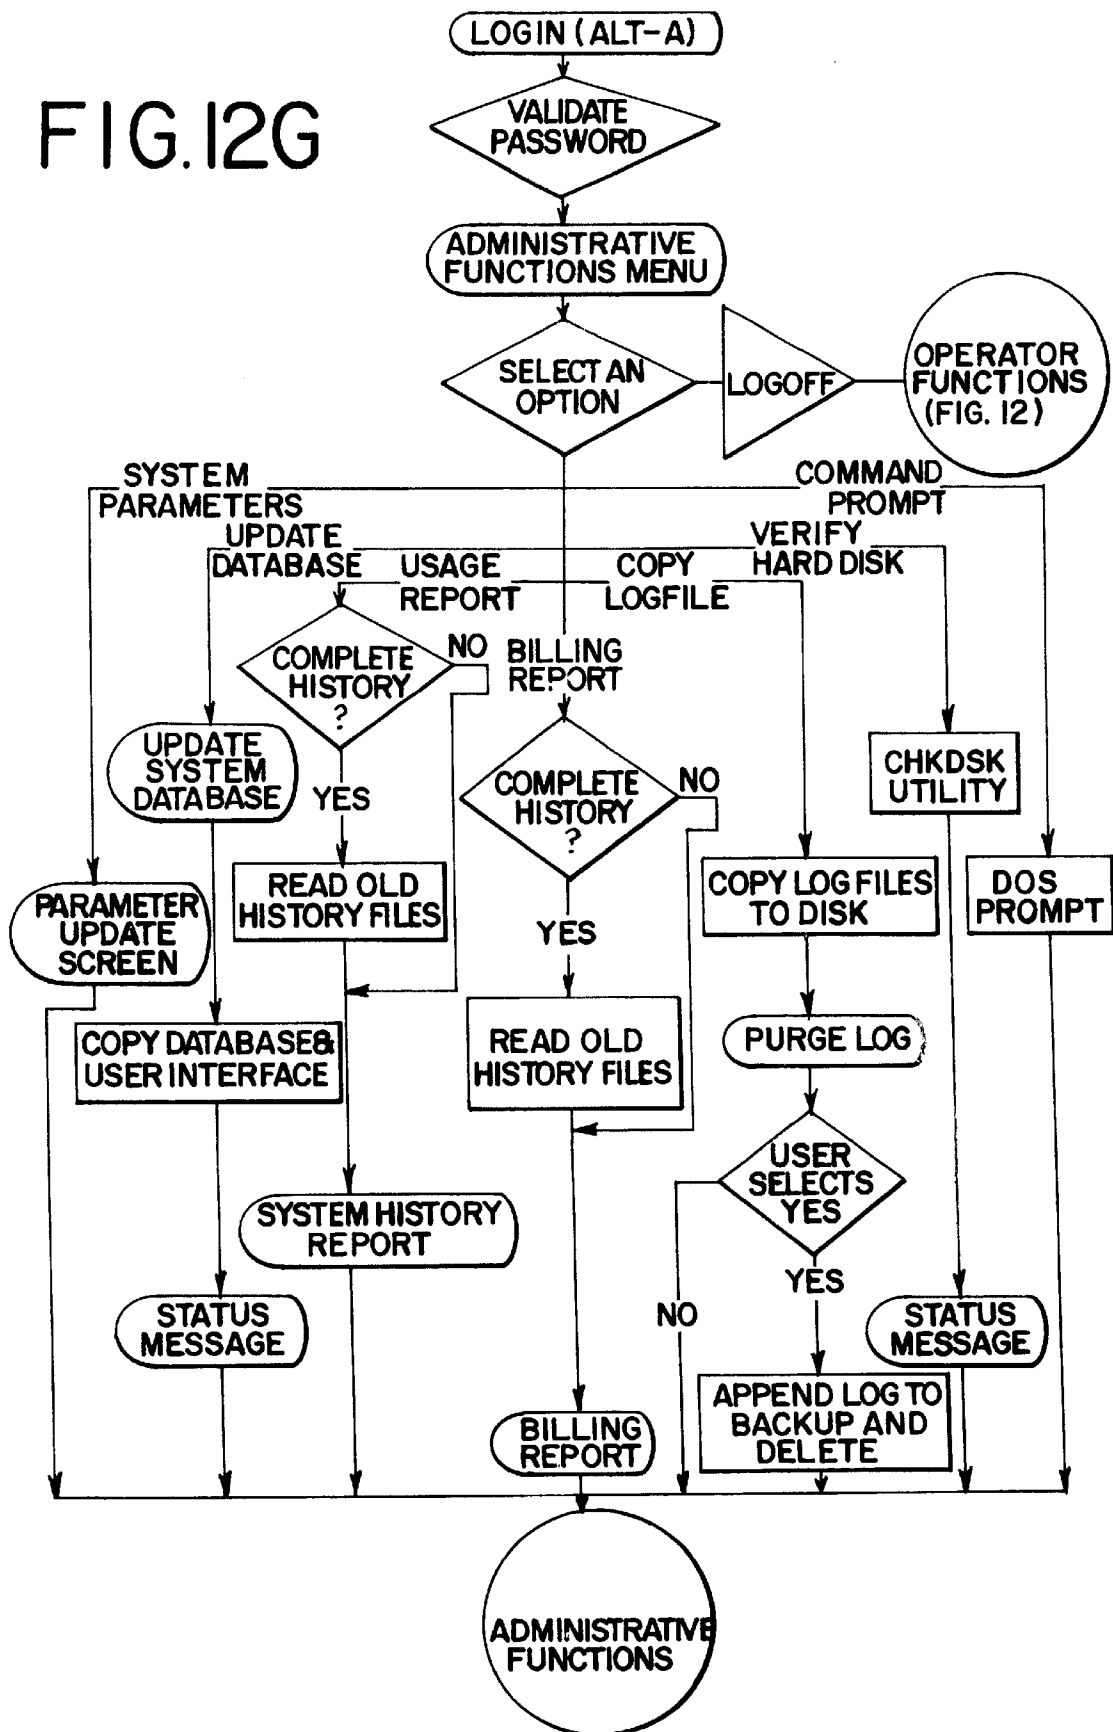 LOGIN (ALT-A)
FIG. 12G
VALIDATE
PASSWORD
ADMINISTRATIVE
FUNCTIONS MENU
SELECT AN
OPTION
LOGOFF
OPERATOR
FUNCTIONS
(FIG. 12)
SYSTEM
PARAMETERS
COMMAND
PROMPT
UPDATE
DATABASE
VERIFY
HARD DISK
USAGE
REPORT
COPY
LOGFILE
COMPLETE
HISTORY
?
NO
BILLING
REPORT
UPDATE
SYSTEM
DATABASE
YES
COMPLETE
HISTORY
?
NO
CHKDSK
UTILITY
READ OLD
HISTORY FILES
COPY LOG FILES
TO DISK
DOS
PROMPT
PARAMETER
UPDATE
SCREEN
YES
COPY DATABASE&
USER INTERFACE
READ OLD
HISTORY FILES
PURGE LOG
USER
SELECTS
YES
SYSTEM HISTORY
REPORT
YES
NO
STATUS
MESSAGE
STATUS
MESSAGE
APPEND LOG TO
BACKUP AND
DELETE
BILLING
REPORT
ADMINISTRATIVE
FUNCTIONS